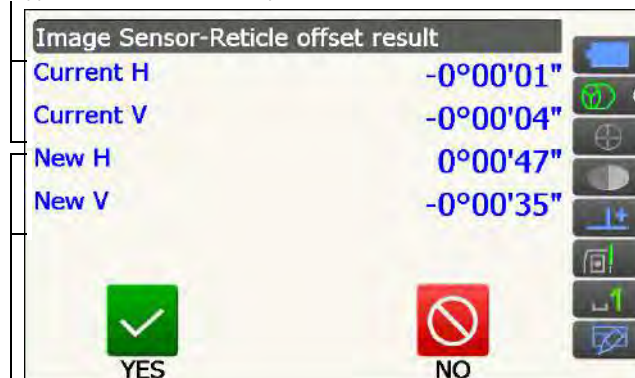 Image Sensor-Reticle offset result
Current H -0°00'01"
Current V -0°00'04"
New H 0°00'47"
New V -0°00'35"
YES NO